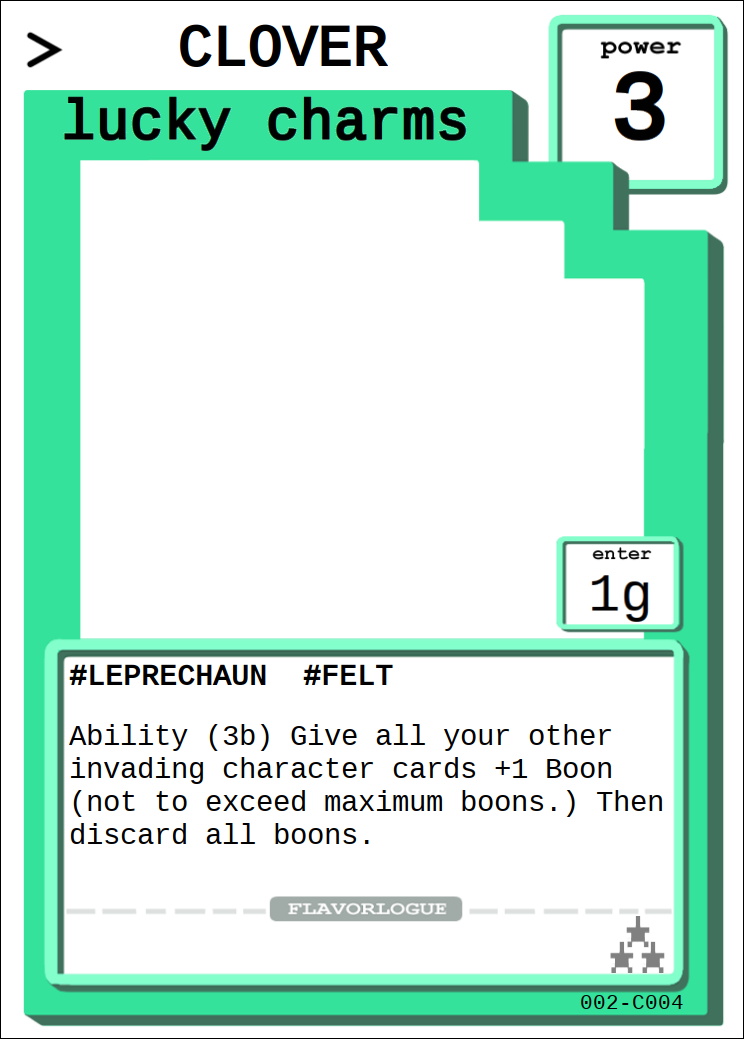 > CLOVER
power
3
lucky charms
enter
1g
#LEPRECHAUN #FELT
Ability (3b) Give all your other
invading character cards +1 Boon
(not to exceed maximum boons.) Then
discard all boons.
FLAVORLOGUE
002-C004